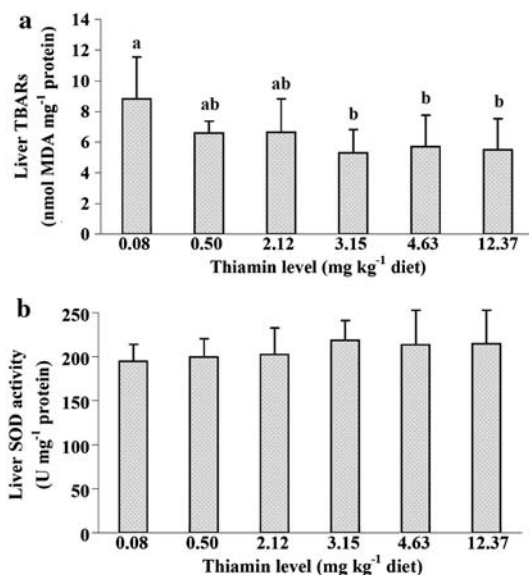 a
14
12
10
8
6
4
2
0
a
ab
ab
b
b
b
Liver TBARs
(nmol MDA mg⁻¹ protein)
0.08 0.50 2.12 3.15 4.63 12.37
Thiamin level (mg kg⁻¹ diet)
b
250
200
150
100
50
0
Liver SOD activity
(U mg⁻¹ protein)
0.08 0.50 2.12 3.15 4.63 12.37
Thiamin level (mg kg⁻¹ diet)